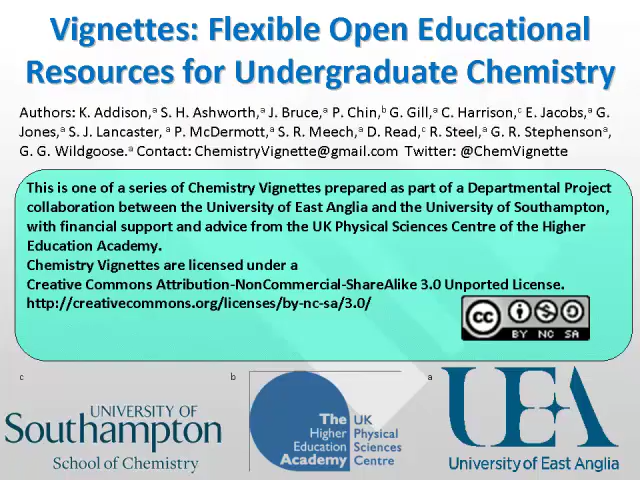 Vignettes: Flexible Open Educational
Resources for Undergraduate Chemistry
Authors: K. Addison,ᵃ S. H. Ashworth,ᵃ J. Bruce,ᵃ P. Chin,ᵇ G. Gill,ᵃ C. Harrison,ᶜ E. Jacobs,ᵃ G.
Jones,ᵃ S. J. Lancaster, ᵃ P. McDermott,ᵃ S. R. Meech,ᵃ D. Read,ᶜ R. Steel,ᵃ G. R. Stephensonᵃ,
G. G. Wildgoose.ᵃ Contact: ChemistryVignette@gmail.com Twitter: @ChemVignette
This is one of a series of Chemistry Vignettes prepared as part of a Departmental Project
collaboration between the University of East Anglia and the University of Southampton,
with financial support and advice from the UK Physical Sciences Centre of the Higher
Education Academy.
Chemistry Vignettes are licensed under a
Creative Commons Attribution-NonCommercial-ShareAlike 3.0 Unported License.
http://creativecommons.org/licenses/by-nc-sa/3.0/
cc
BY NC SA
c
UNIVERSITY OF
Southampton
School of Chemistry
b
The UK
Higher Physical
Education Sciences
Academy Centre
a
UEA
University of East Anglia